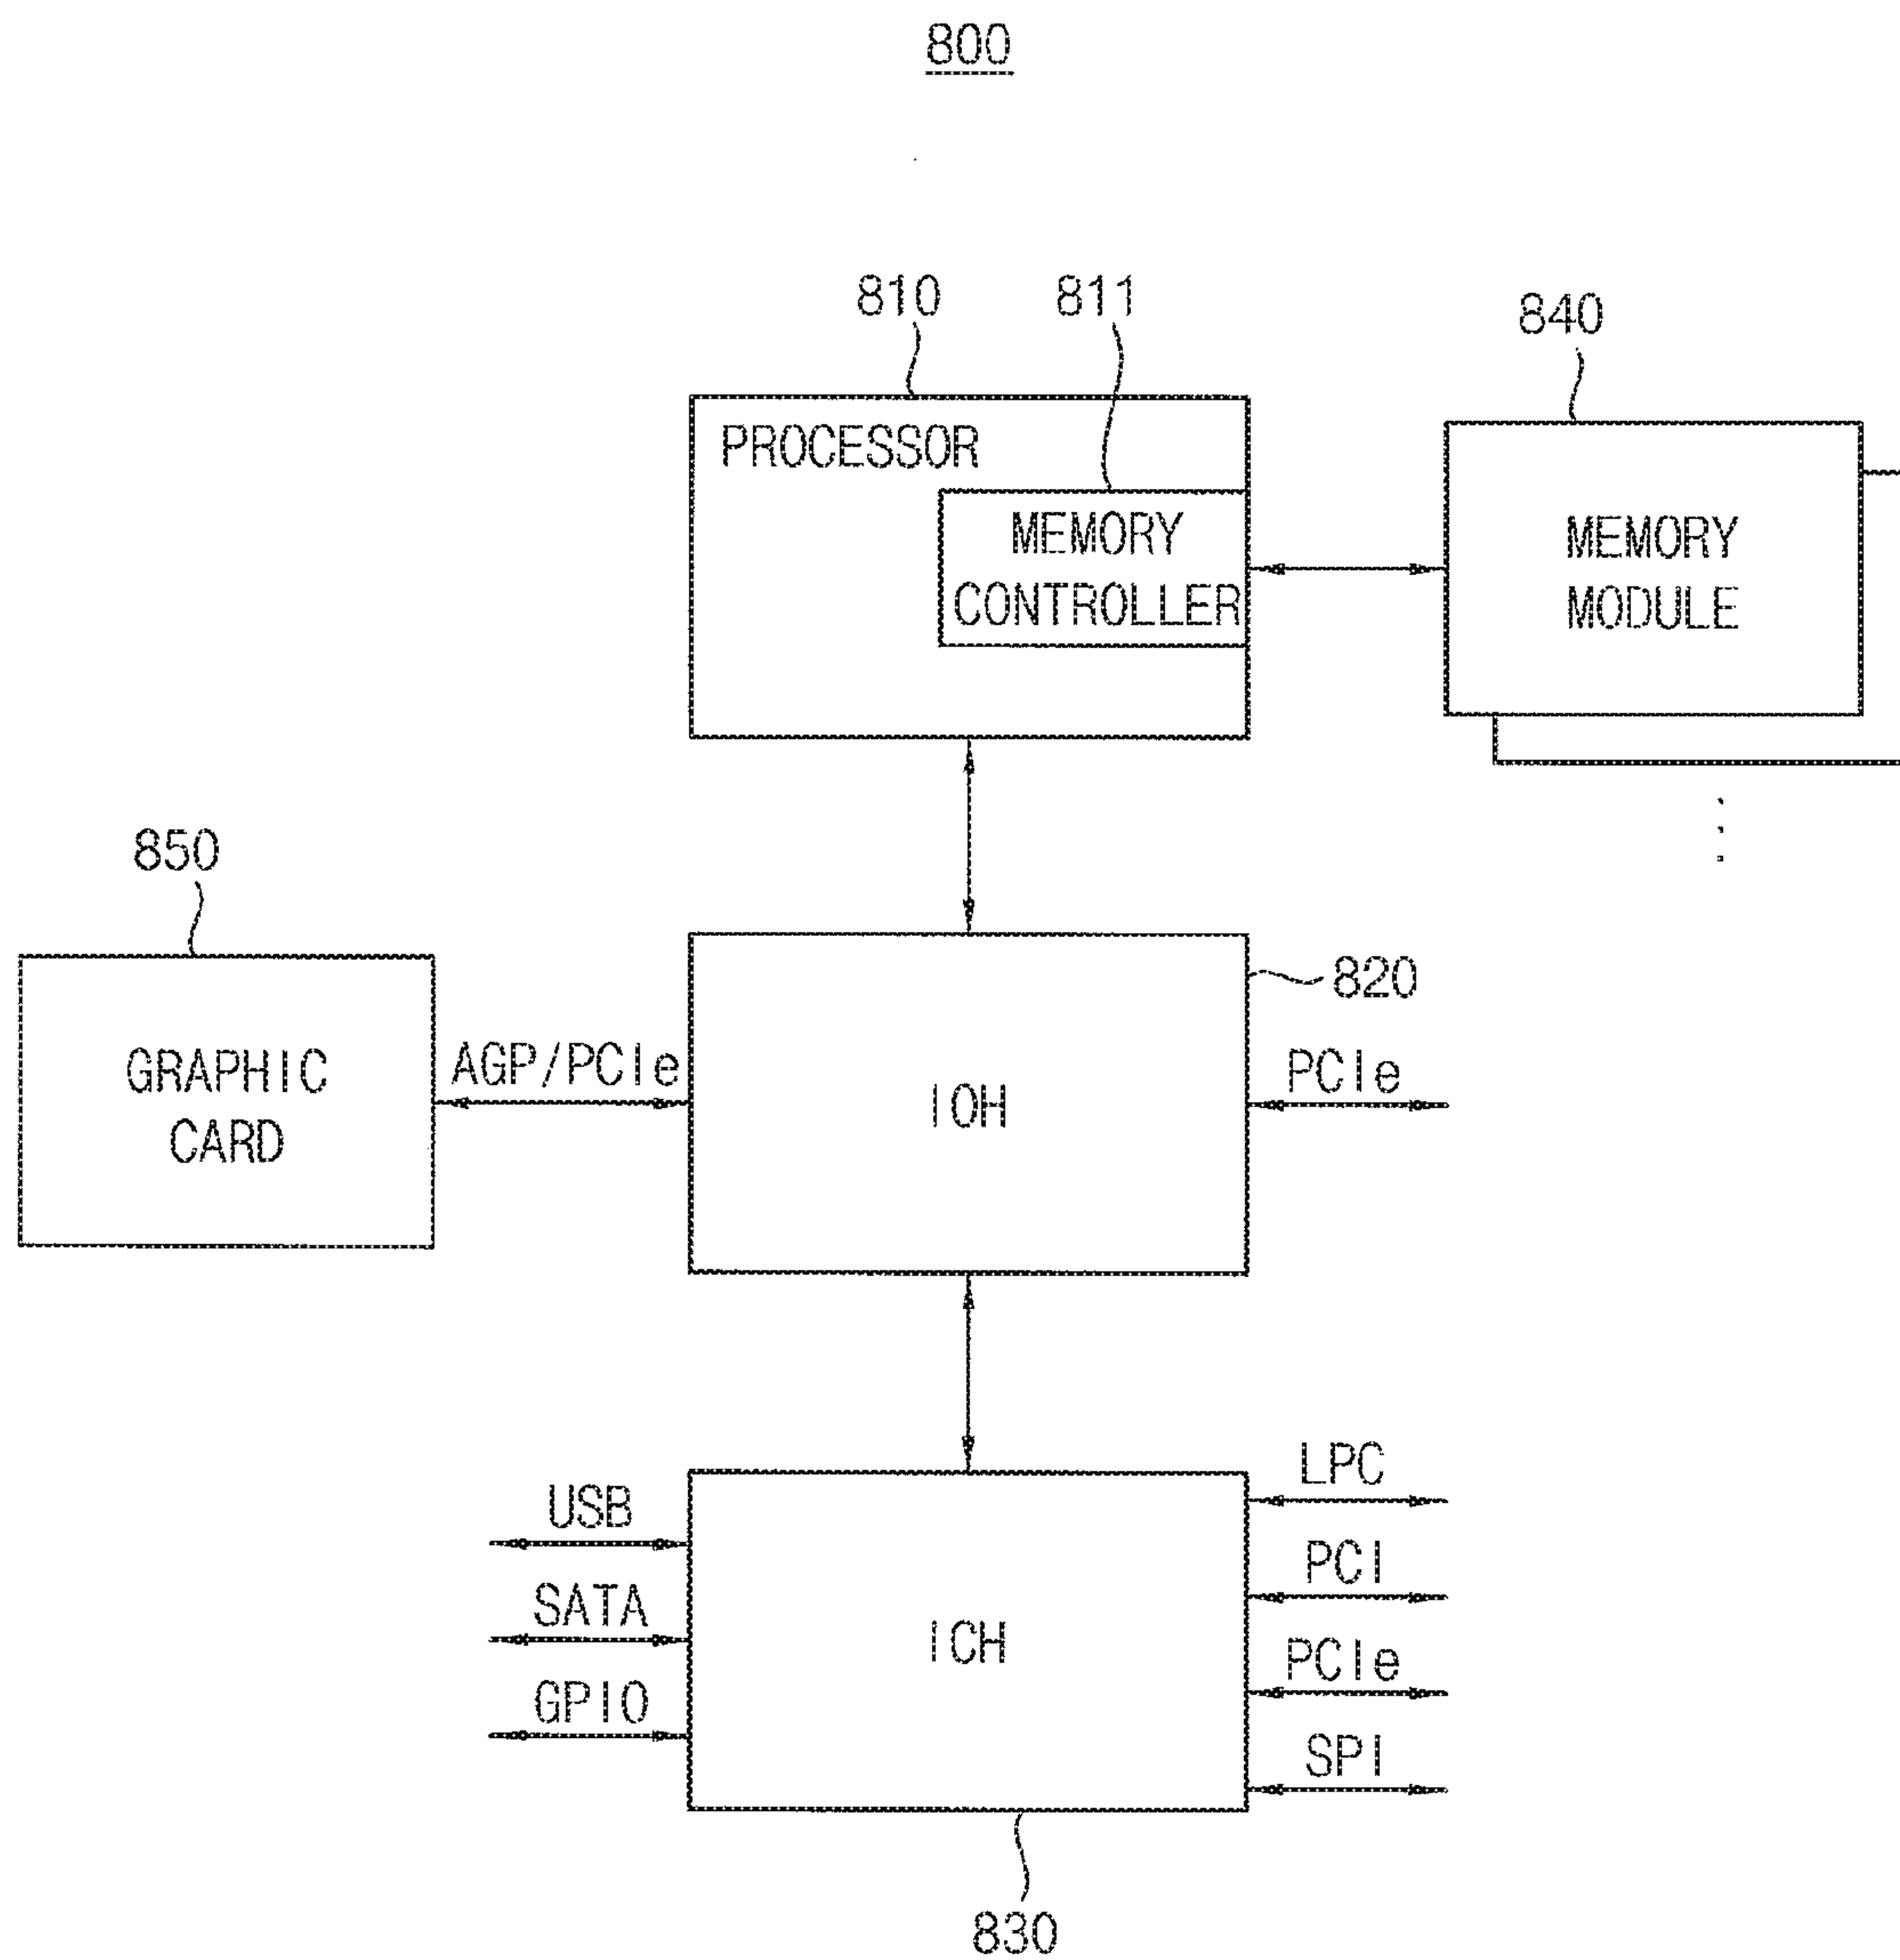 800
810
811
840
PROCESSOR
MEMORY
CONTROLLER
MEMORY
MODULE
850
820
GRAPHIC
CARD
AGP/PCIe
IOH
PCIe
USB
SATA
GPIO
ICH
LPC
PCI
PCIe
SPI
830